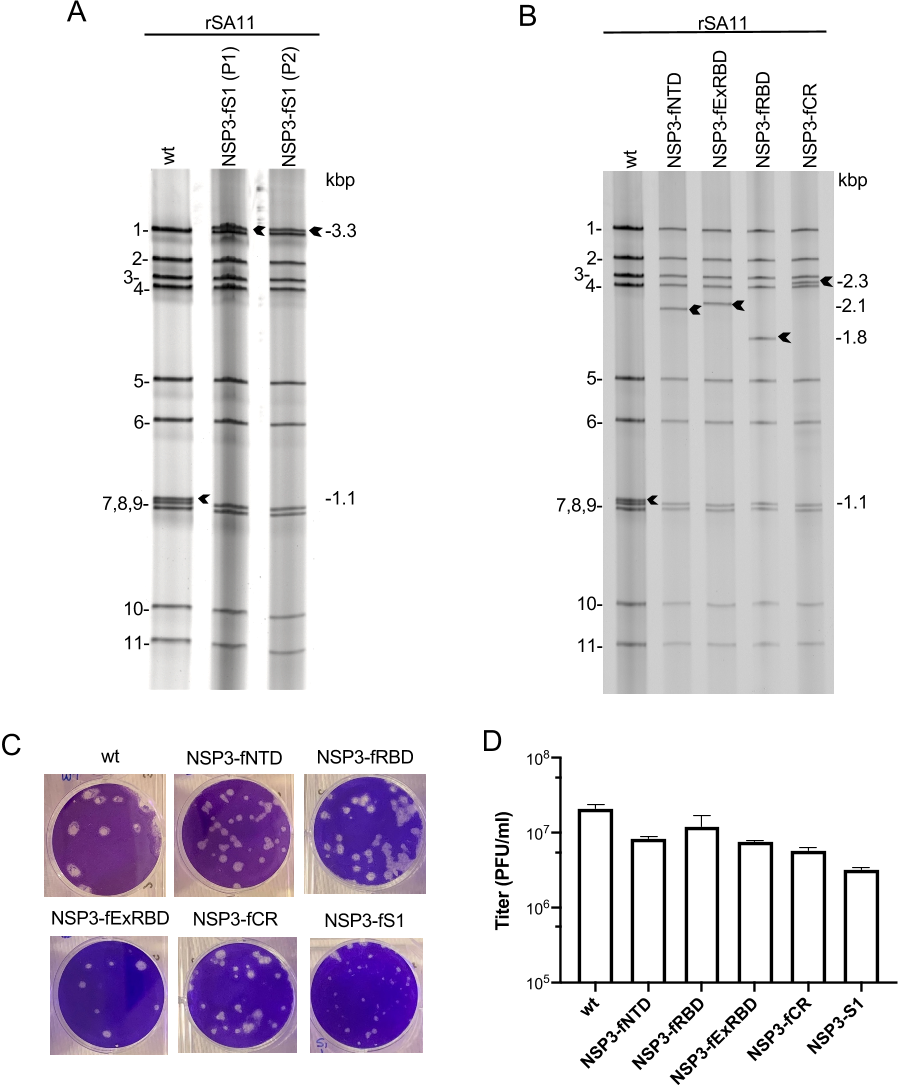 A
rSA11
wt
NSP3-fS1 (P1)
NSP3-fS1 (P2)
kbp
1-
2-
3-
4-
5-
6-
7,8,9-
10-
11-
-3.3
-1.1
B
rSA11
wt
NSP3-fNTD
NSP3-fExRBD
NSP3-fRBD
NSP3-fCR
kbp
1-
2-
3-
4-
5-
6-
7,8,9-
10-
11-
-2.3
-2.1
-1.8
-1.1
C
wt
NSP3-fNTD
NSP3-fRBD
NSP3-fExRBD
NSP3-fCR
NSP3-fS1
D
Titer (PFU/ml)
10⁸
10⁷
10⁶
10⁵
wt
NSP3-fNTD
NSP3-fRBD
NSP3-fExRBD
NSP3-fCR
NSP3-S1